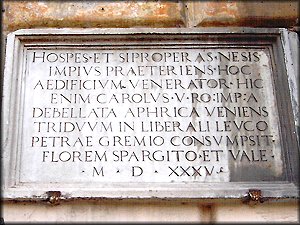 HOSPES·ET SI PROPERAS·NE SIS
IMPIVS PRAETERIENS·HOC
AEDIFICIVM·VENERATOR·HIC
ENIM CAROLVS·V·RO·IMP·A
DEBELLATA APHRICA VENIENS
TRIDVVM IN LIBERALI LEVCO
PETRAE GREMIO CONSVMPSIT·
FLOREM SPARGITO·ET VALE·
·M·D·XXXV·